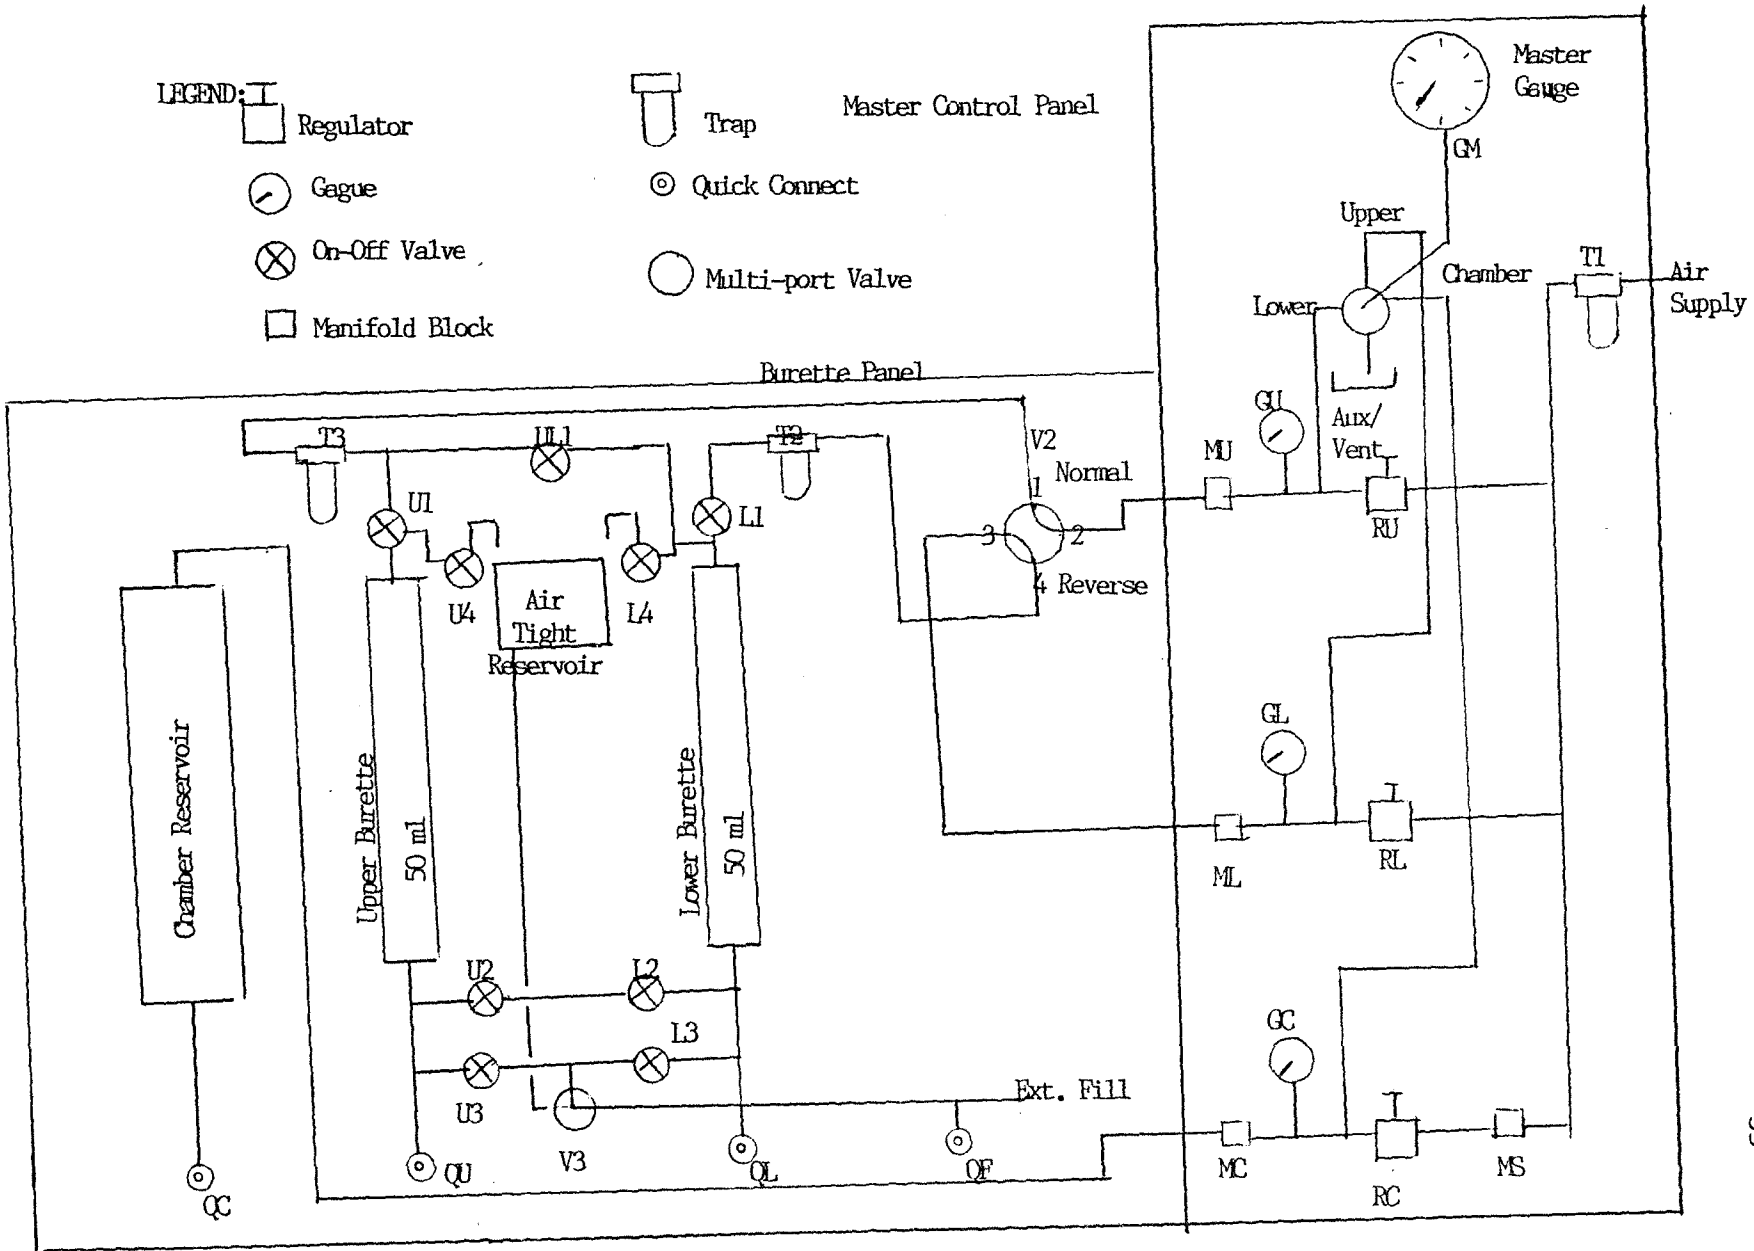 LEGEND:
Regulator
Gague
On-Off Valve
Manifold Block
Trap
Quick Connect
Multi-port Valve
Master Control Panel
Master
Gauge
GM
Upper
Chamber
Lower
T1
Air
Supply
Aux/
Vent
GU
MU
RU
Burette Panel
T3
UL1
T2
V2
Normal
1
2
3
4 Reverse
U1
L1
U4
L4
Air
Tight
Reservoir
Chamber Reservoir
Upper Burette
50 ml
Lower Burette
50 ml
GL
ML
RL
U2
L2
L3
U3
V3
GC
Ext. Fill
QC
QU
QL
QF
MC
RC
MS